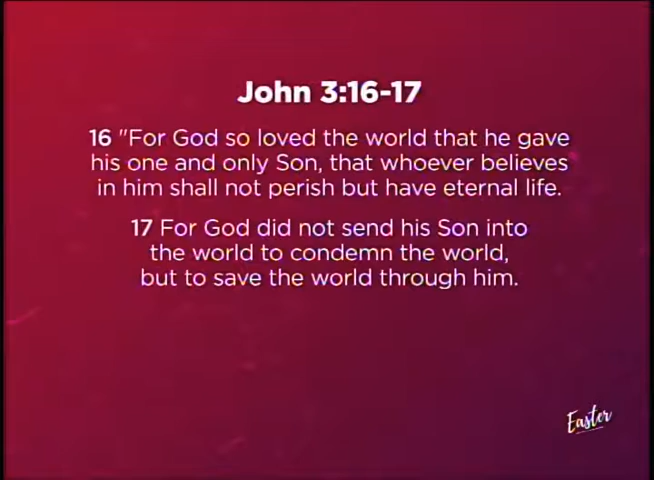 John 3:16-17
16 "For God so loved the world that he gave
his one and only Son, that whoever believes
in him shall not perish but have eternal life.
17 For God did not send his Son into
the world to condemn the world,
but to save the world through him.
Easter